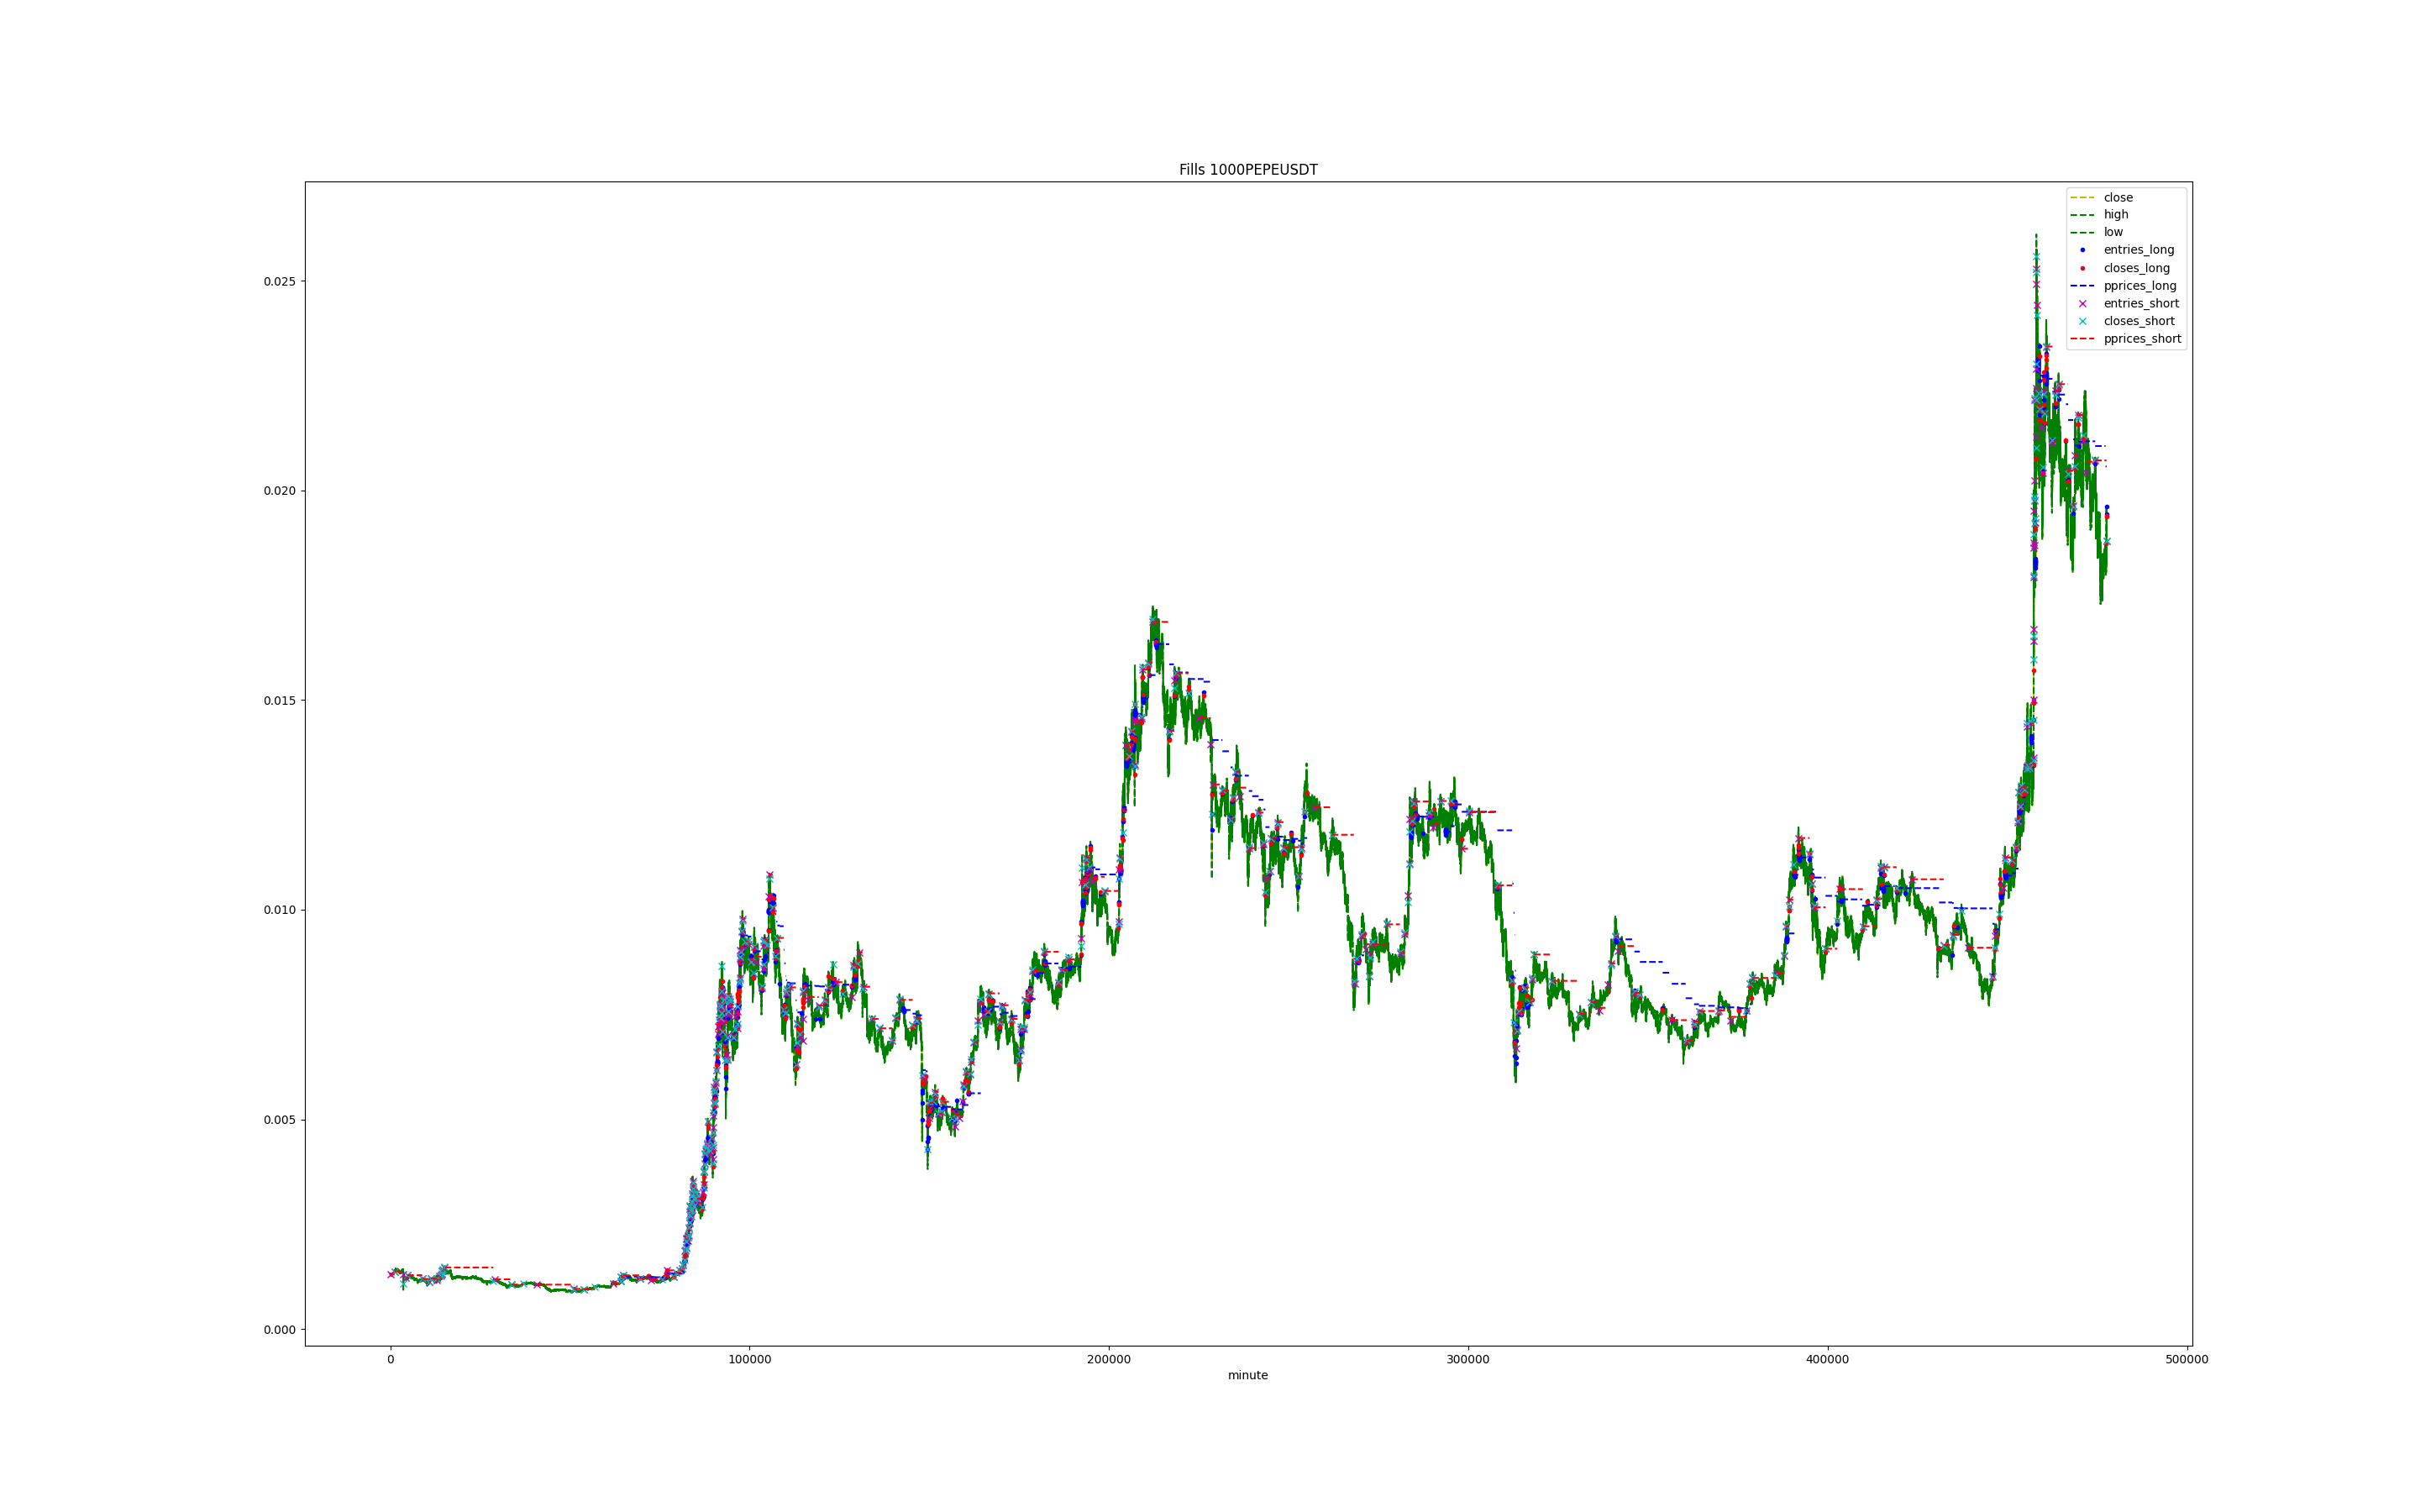 Fills 1000PEPEUSDT
close
high
low
entries_long
closes_long
pprices_long
entries_short
closes_short
pprices_short
0.025
0.020
0.015
0.010
0.005
0.000
0 100000 200000 300000 400000 500000
minute